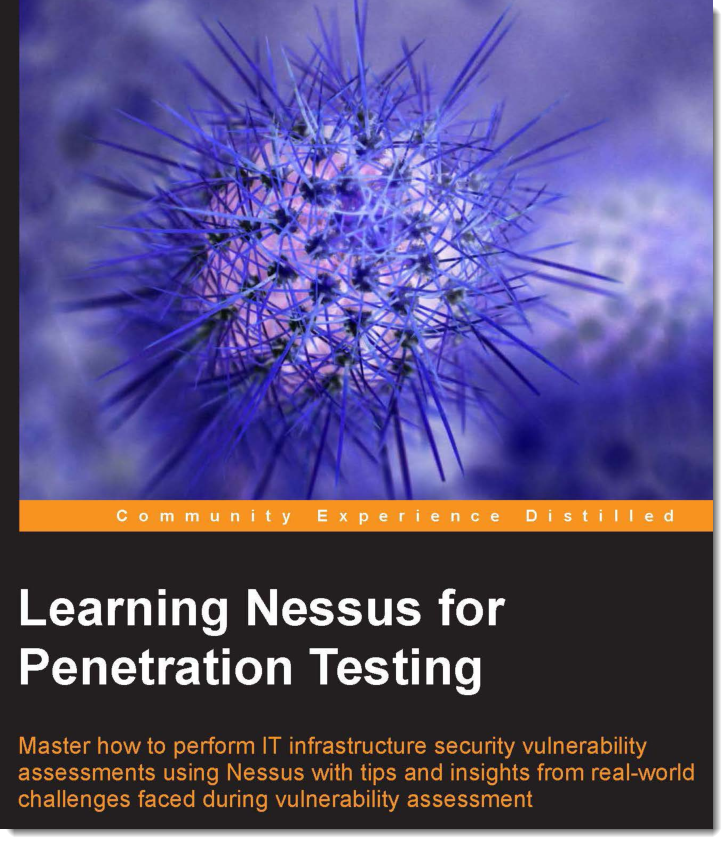 Community Experience Distilled
Learning Nessus for
Penetration Testing
Master how to perform IT infrastructure security vulnerability
assessments using Nessus with tips and insights from real-world
challenges faced during vulnerability assessment